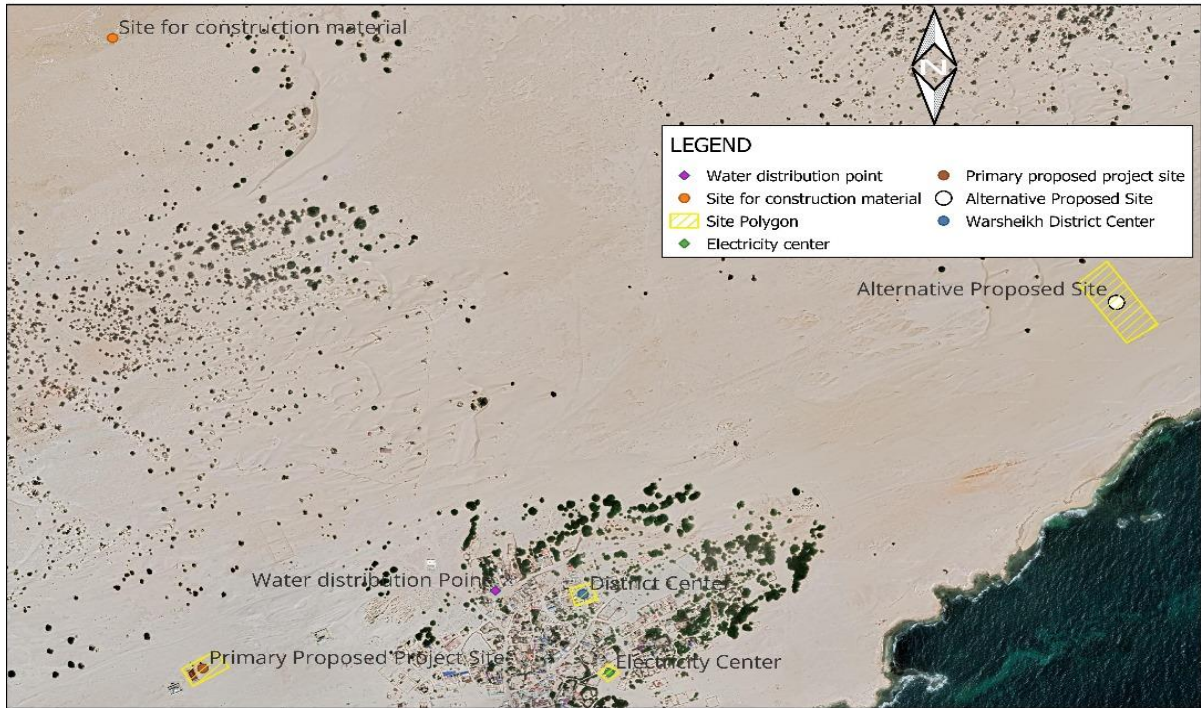 Site for construction material
N
LEGEND
Water distribution point
Primary proposed project site
Site for construction material
Alternative Proposed Site
Site Polygon
Warsheikh District Center
Electricity center
Alternative Proposed Site
Water distribution Point
District Center
Primary Proposed Project Site
Electricity Center